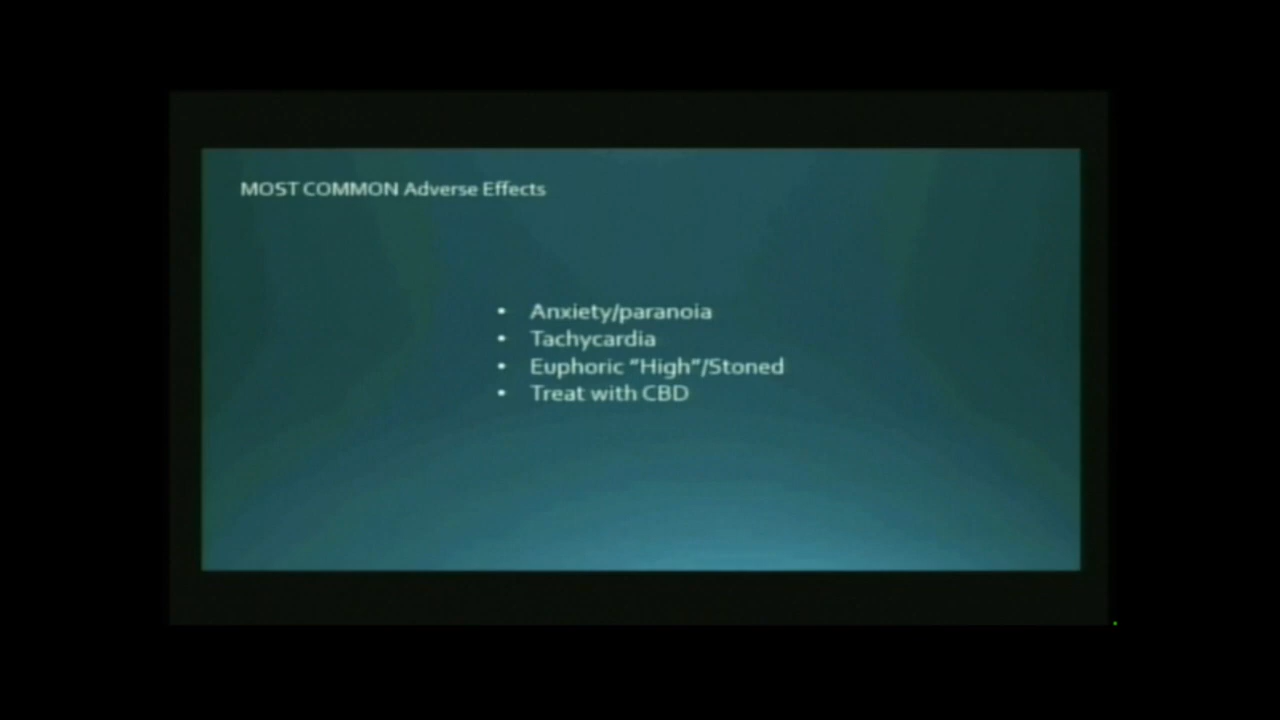 MOST COMMON Adverse Effects
• Anxiety/paranoia
• Tachycardia
• Euphoric “High”/Stoned
• Treat with CBD